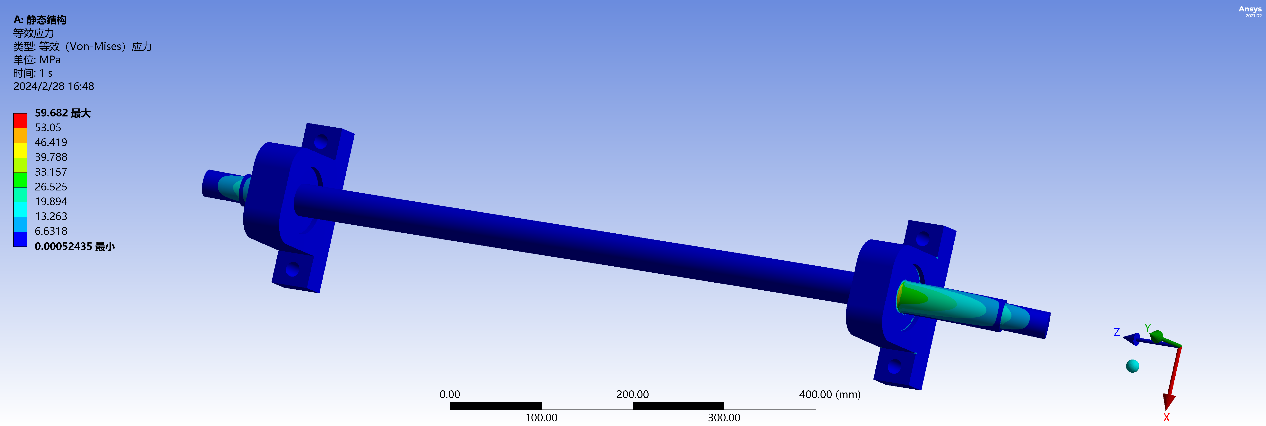 Ansys
2021 R2
A: 静态结构
等效应力
类型: 等效（Von-Mises）应力
单位: MPa
时间: 1 s
2024/2/28 16:48
59.682 最大
53.05
46.419
39.788
33.157
26.525
19.894
13.263
6.6318
0.00052435 最小
Z
Y
X
0.00
200.00
400.00 (mm)
100.00
300.00